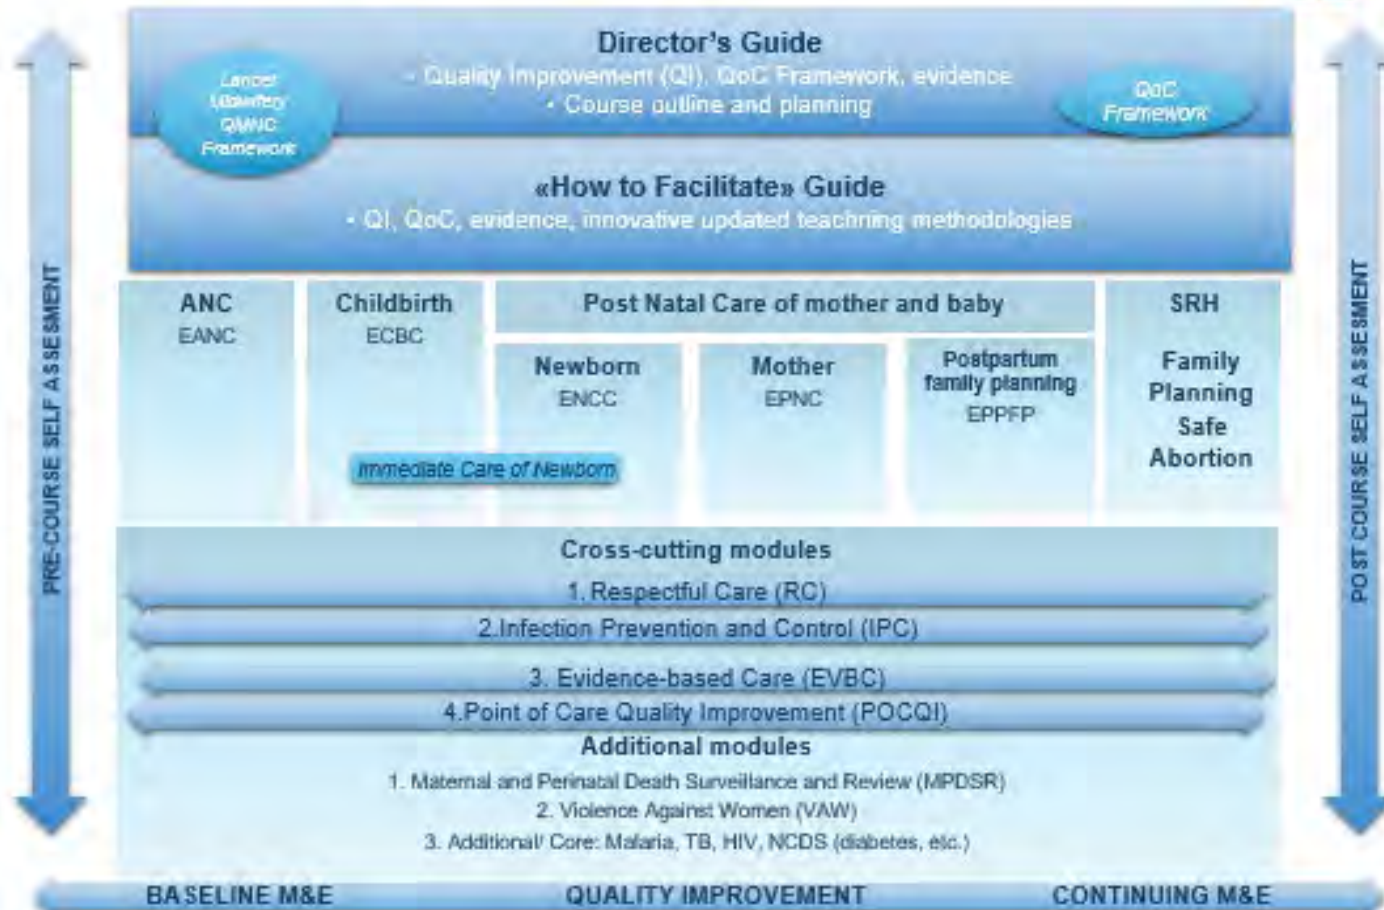 Director's Guide
- Quality Improvement (QI), QoC Framework, evidence
• Course outline and planning
Lancet
Midwifery
QMNC
Framework
QoC
Framework
«How to Facilitate» Guide
• QI, QoC, evidence, innovative updated teachning methodologies
PRE-COURSE SELF ASSESSMENT
ANC
EANC
Childbirth
ECBC
Post Natal Care of mother and baby
Newborn
ENCC
Mother
EPNC
Postpartum
family planning
EPPFP
SRH
Family
Planning
Safe
Abortion
Immediate Care of Newborn
POST COURSE SELF ASSESSMENT
Cross-cutting modules
1. Respectful Care (RC)
2.Infection Prevention and Control (IPC)
3. Evidence-based Care (EVBC)
4.Point of Care Quality Improvement (POCQI)
Additional modules
1. Maternal and Perinatal Death Surveillance and Review (MPDSR)
2. Violence Against Women (VAW)
3. Additional/ Core: Malaria, TB, HIV, NCDS (diabetes, etc.)
BASELINE M&E
QUALITY IMPROVEMENT
CONTINUING M&E